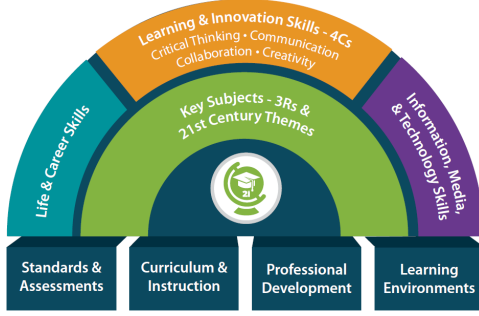 Learning & Innovation Skills - 4Cs
Critical Thinking • Communication
Collaboration • Creativity
Life & Career Skills
Key Subjects - 3Rs &
21st Century Themes
Information, Media,
& Technology Skills
21
Standards &
Assessments
Curriculum &
Instruction
Professional
Development
Learning
Environments